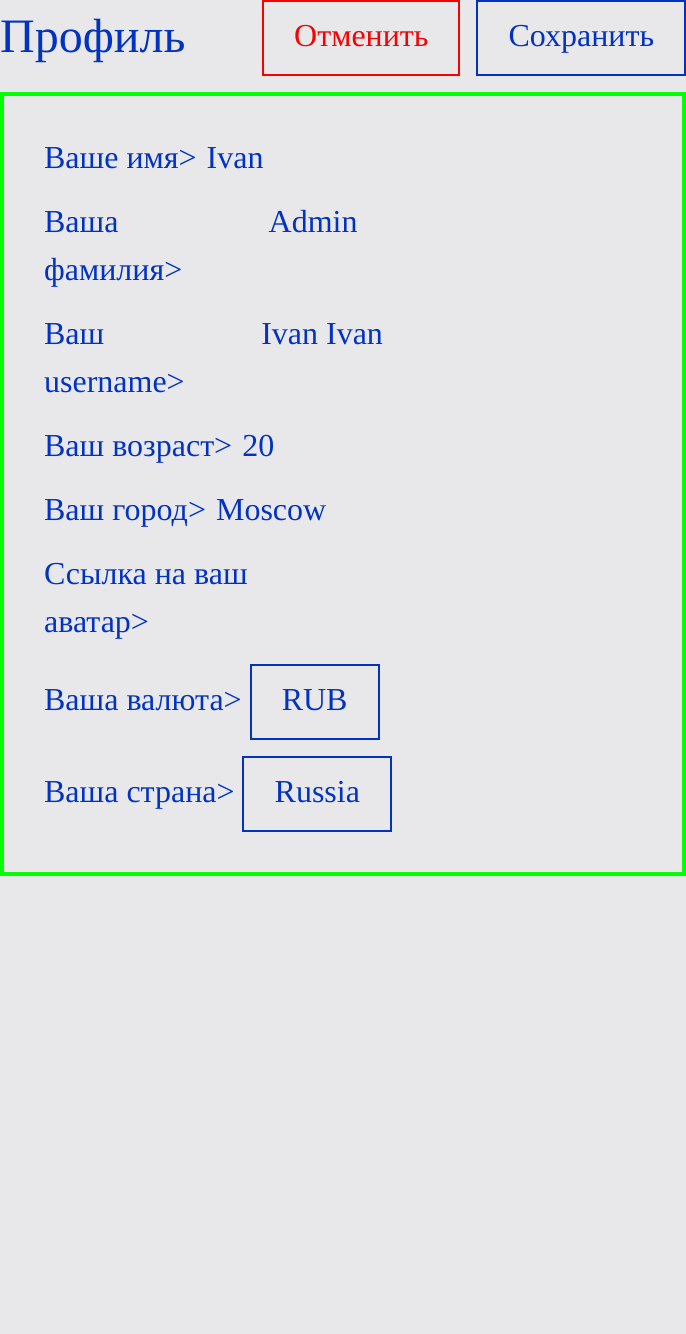 Профиль Отменить Сохранить
Ваше имя> Ivan
Ваша Admin
фамилия>
Ваш Ivan Ivan
username>
Ваш возраст> 20
Ваш город> Moscow
Ссылка на ваш
аватар>
Ваша валюта> RUB
Ваша страна> Russia